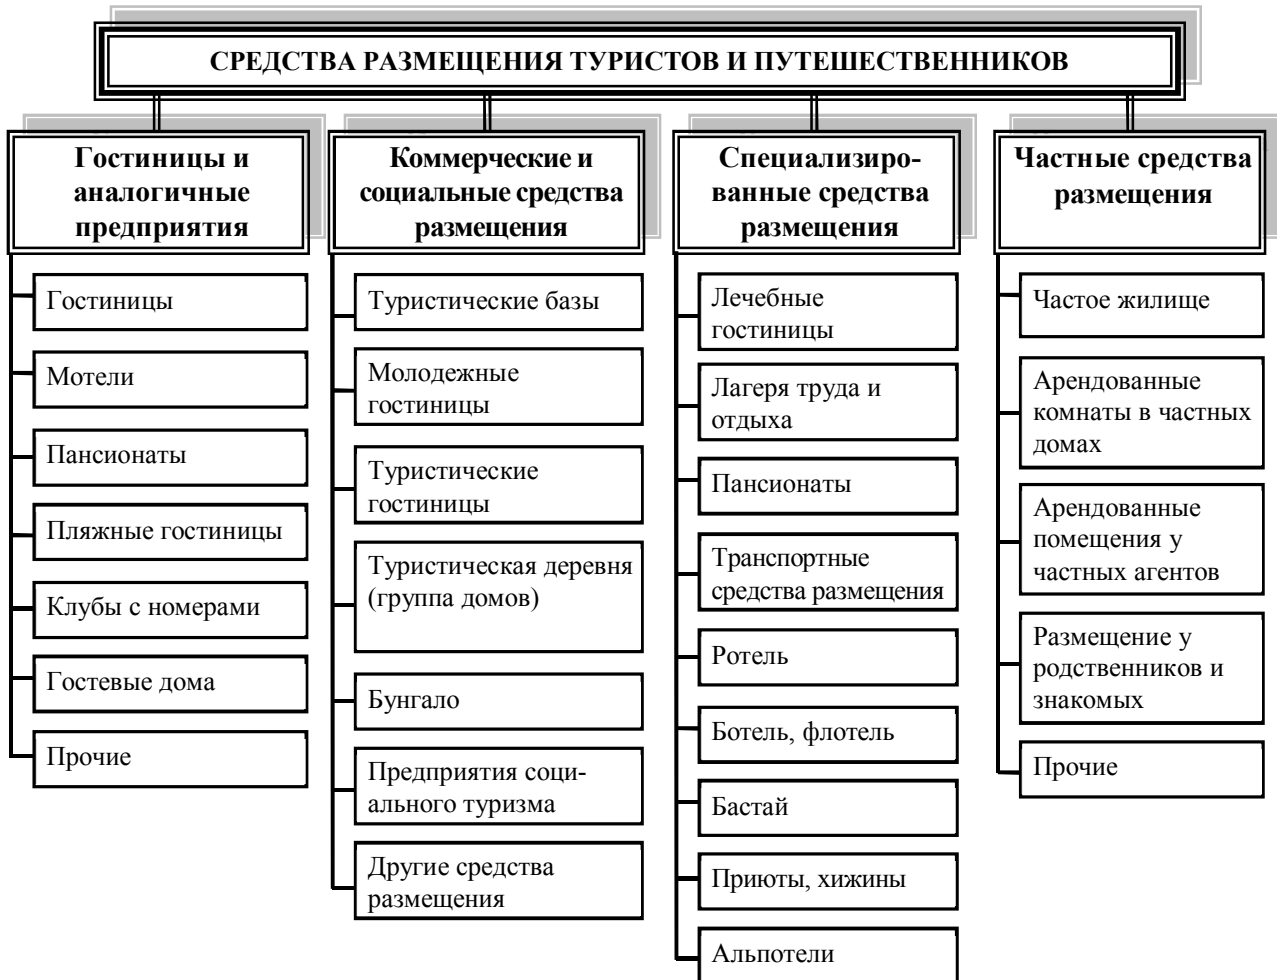 СРЕДСТВА РАЗМЕЩЕНИЯ ТУРИСТОВ И ПУТЕШЕСТВЕННИКОВ
Гостиницы и
аналогичные
предприятия
Гостиницы
Мотели
Пансионаты
Пляжные гостиницы
Клубы с номерами
Гостевые дома
Прочие
Коммерческие и
социальные средства
размещения
Туристические базы
Молодежные
гостиницы
Туристические
гостиницы
Туристическая деревня
(группа домов)
Бунгало
Предприятия соци-
ального туризма
Другие средства
размещения
Специализиро-
ванные средства
размещения
Лечебные
гостиницы
Лагеря труда и
отдыха
Пансионаты
Транспортные
средства размещения
Ротель
Ботель, флотель
Бастай
Приюты, хижины
Альпотели
Частные средства
размещения
Частое жилище
Арендованные
комнаты в частных
домах
Арендованные
помещения у
частных агентов
Размещение у
родственников и
знакомых
Прочие